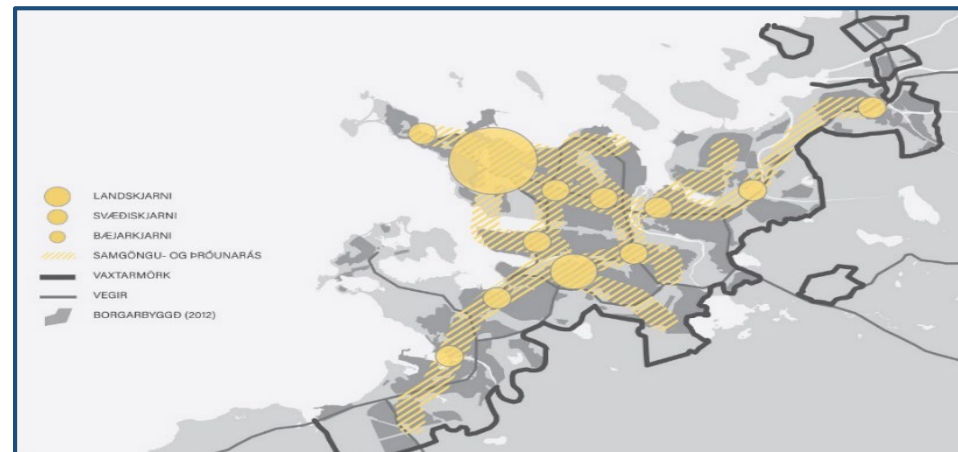 LANDSKJARNI
SVÆÐISKJARNI
BÆJARKJARNI
SAMGÖNGU- OG ÞRÓUNARÁS
VAXTARMÖRK
VEGIR
BORGARBYGGÐ (2012)